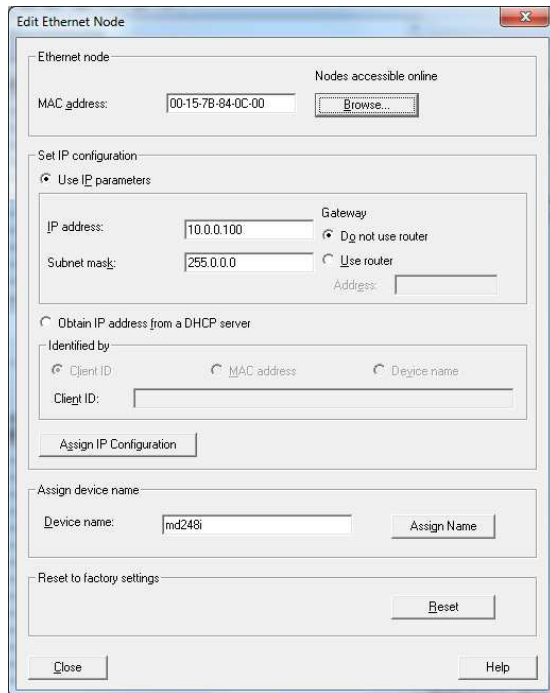 Edit Ethernet Node
Ethernet node
Nodes accessible online
MAC address: 00-15-7B-84-0C-00 Browse...
Set IP configuration
Use IP parameters
Gateway
IP address: 10.0.0.100 Do not use router
Subnet mask: 255.0.0.0 Use router
Address:
Obtain IP address from a DHCP server
Identified by
Client ID MAC address Device name
Client ID:
Assign IP Configuration
Assign device name
Device name: md248i Assign Name
Reset to factory settings
Reset
Close Help